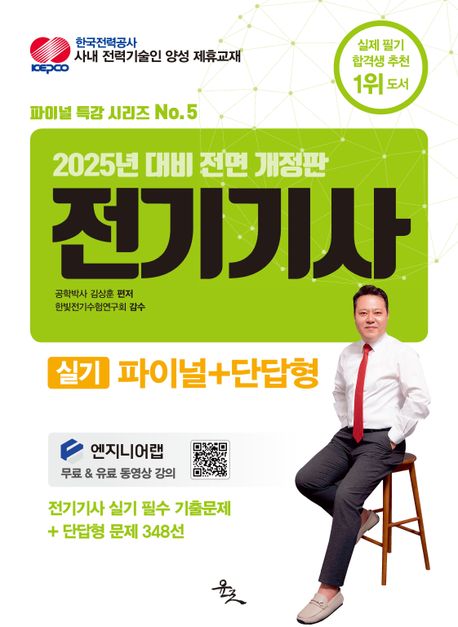 KEPCO
한국전력공사
사내 전력기술인 양성 제휴교재
실제 필기
합격생 추천
1위 도서
파이널 특강 시리즈 No.5
2025년 대비 전면 개정판
전기기사
공학박사 김상훈 편저
한빛전기수험연구회 감수
실기 파이널+단답형
엔지니어랩
무료 & 유료 동영상 강의
전기기사 실기 필수 기출문제
+ 단답형 문제 348선
윤조